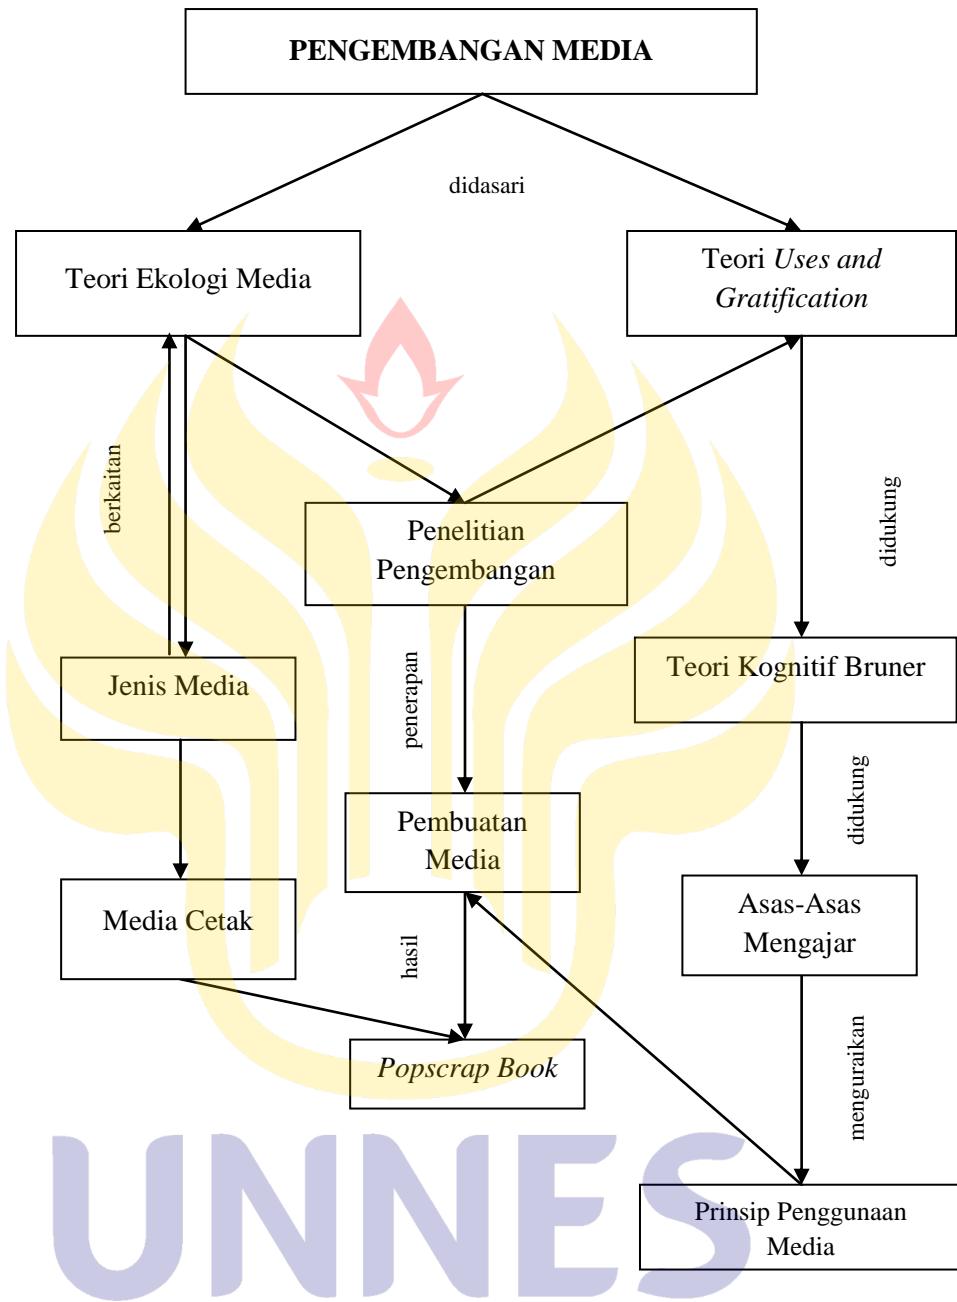 PENGEMBANGAN MEDIA
didasari
Teori Ekologi Media
Teori Uses and
Gratification
berkaitan
didukung
Penelitian
Pengembangan
Jenis Media
penerapan
Teori Kognitif Bruner
didukung
Pembuatan
Media
Media Cetak
hasil
Asas-Asas
Mengajar
Popscrap Book
menguraikan
Prinsip Penggunaan
Media
UNNES